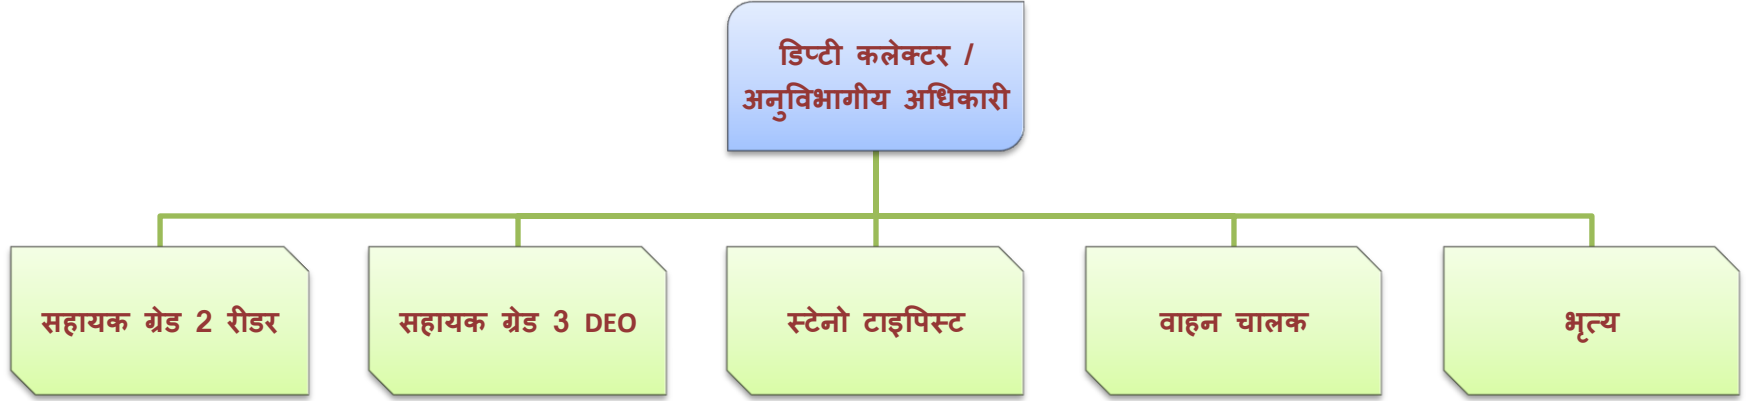 डिप्टी कलेक्टर /
अनुविभागीय अधिकारी
सहायक ग्रेड 2 रीडर
सहायक ग्रेड 3 DEO
स्टेनो टाइपिस्ट
वाहन चालक
भृत्य